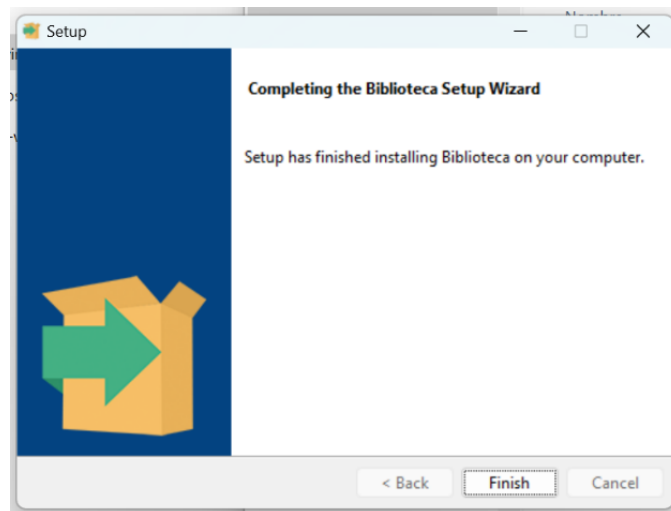 Setup
Completing the Biblioteca Setup Wizard
Setup has finished installing Biblioteca on your computer.
< Back
Finish
Cancel